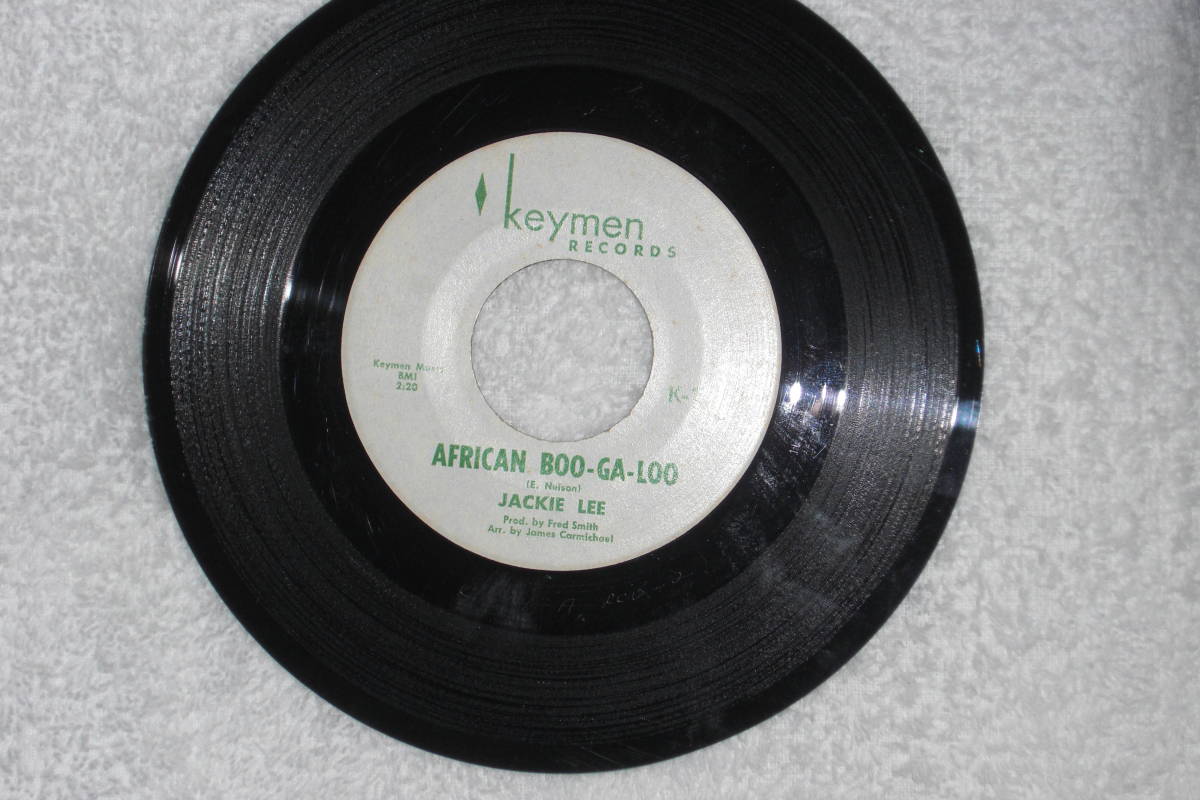 keymen
RECORDS
Keymen Music
BMI
2:20
AFRICAN BOO-GA-LOO
(E. Nuison)
JACKIE LEE
Prod. by Fred Smith
Arr. by James Carmichael